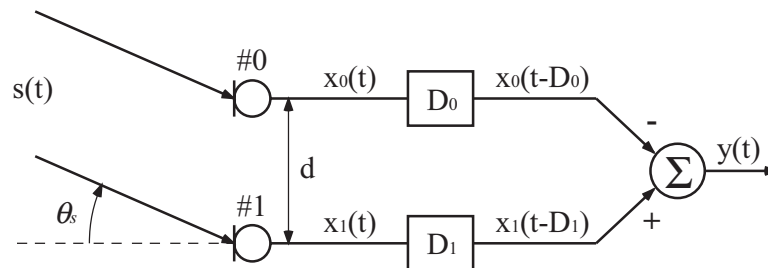 #0
x₀(t)
D₀
x₀(t-D₀)
-
s(t)
d
Σ
y(t)
θₛ
#1
x₁(t)
D₁
x₁(t-D₁)
+